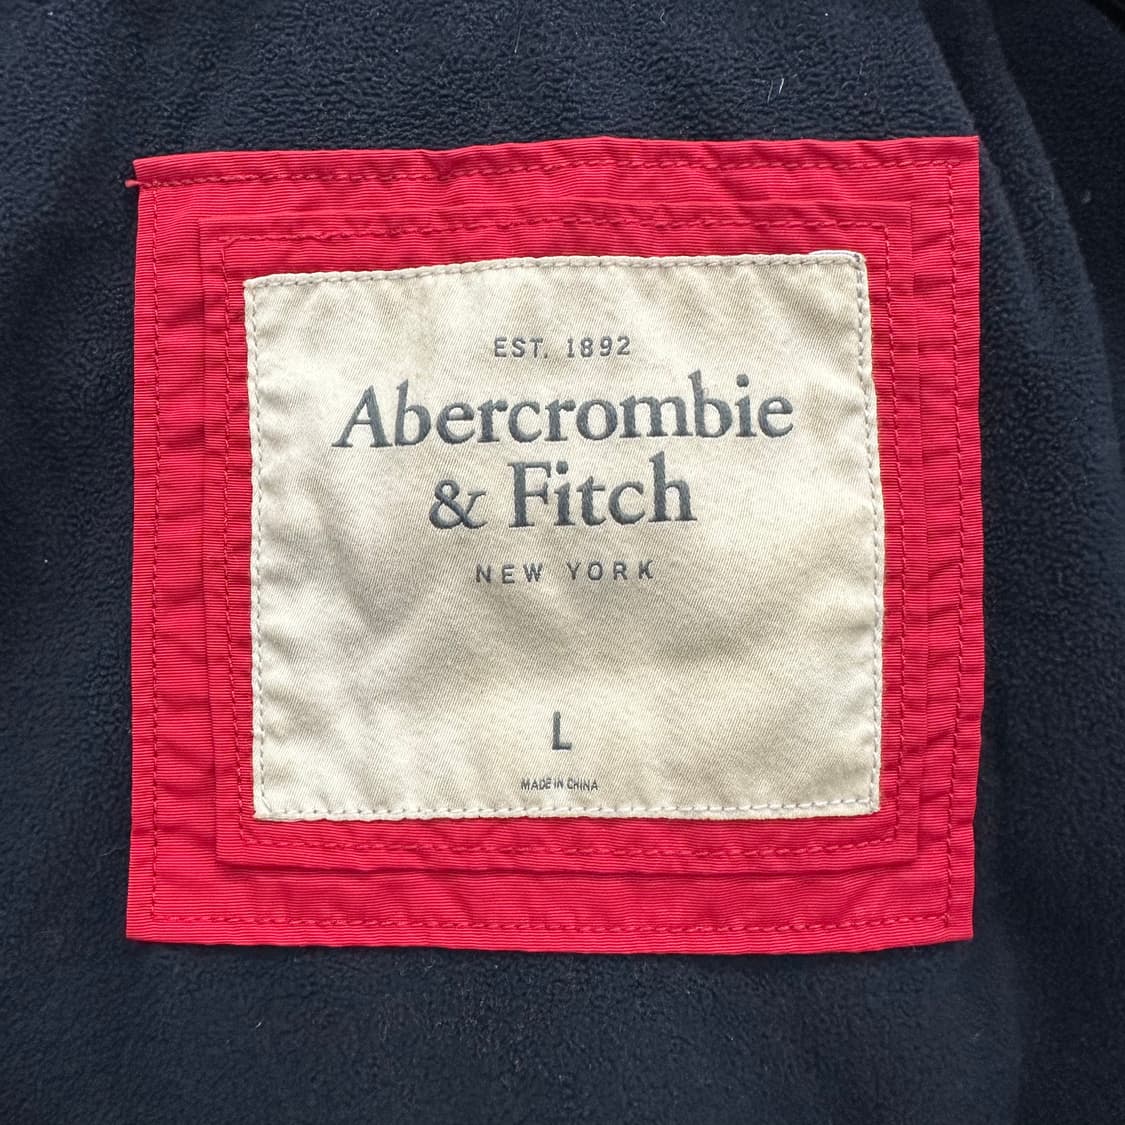 EST. 1892
Abercrombie
& Fitch
NEW YORK
L
MADE IN CHINA